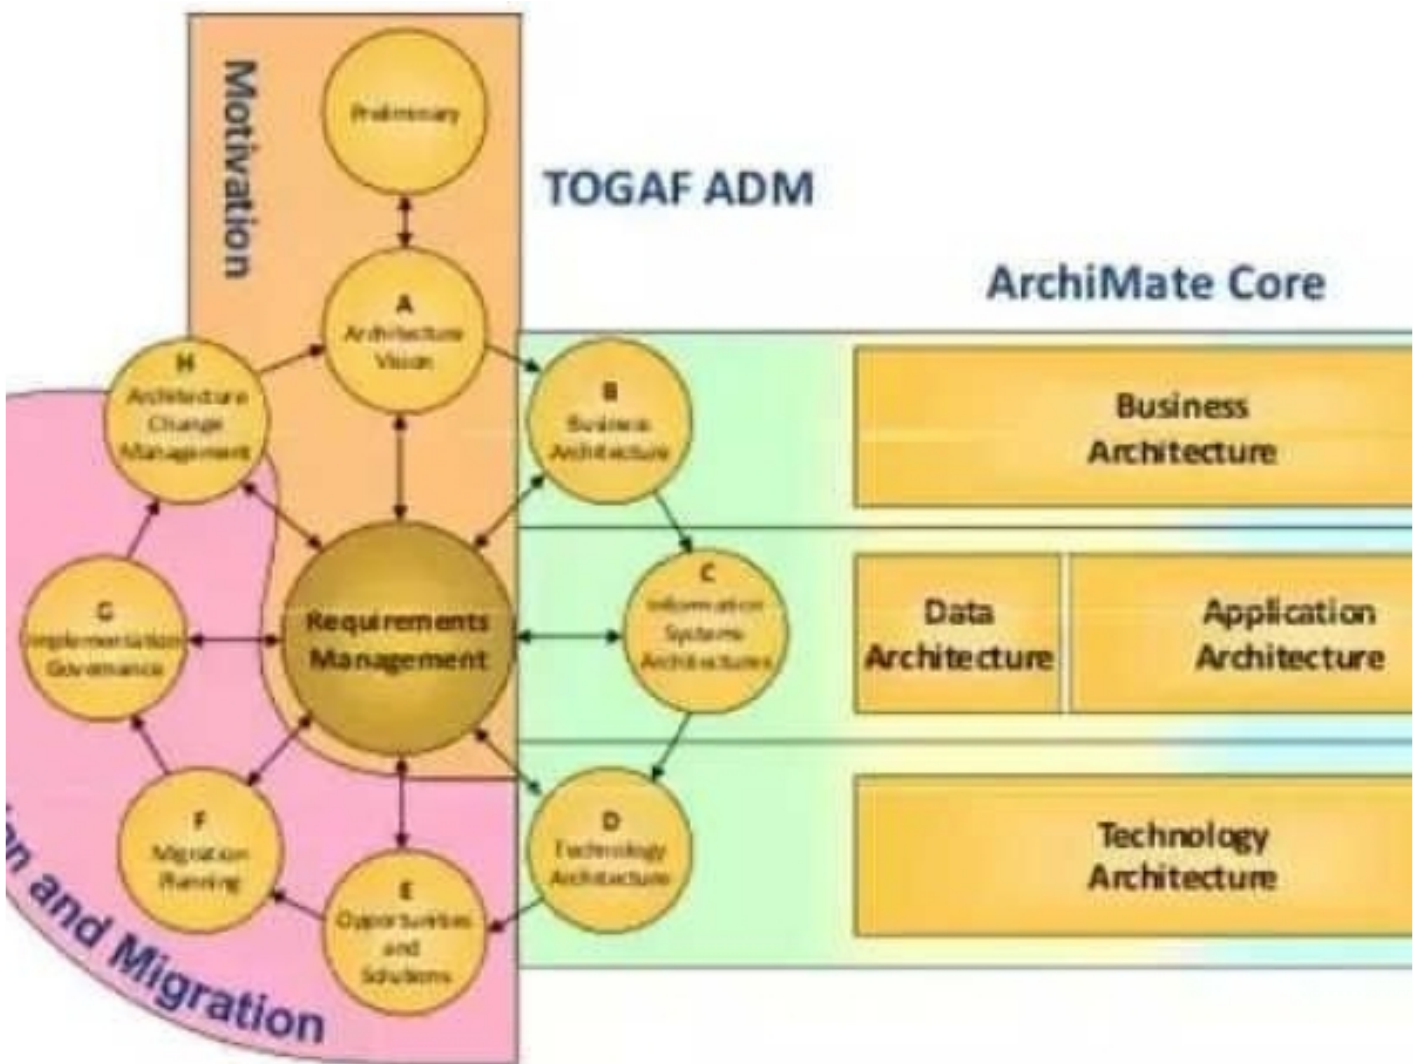 Motivation
Preliminary
TOGAF ADM
ArchiMate Core
A
Architecture
Vision
H
Architecture
Change
Management
B
Business
Architecture
Business
Architecture
G
Implementation
Governance
Requirements
Management
C
Information
Systems
Architectures
Data
Architecture
Application
Architecture
F
Migration
Planning
E
Opportunities
and
Solutions
D
Technology
Architecture
Technology
Architecture
and Migration